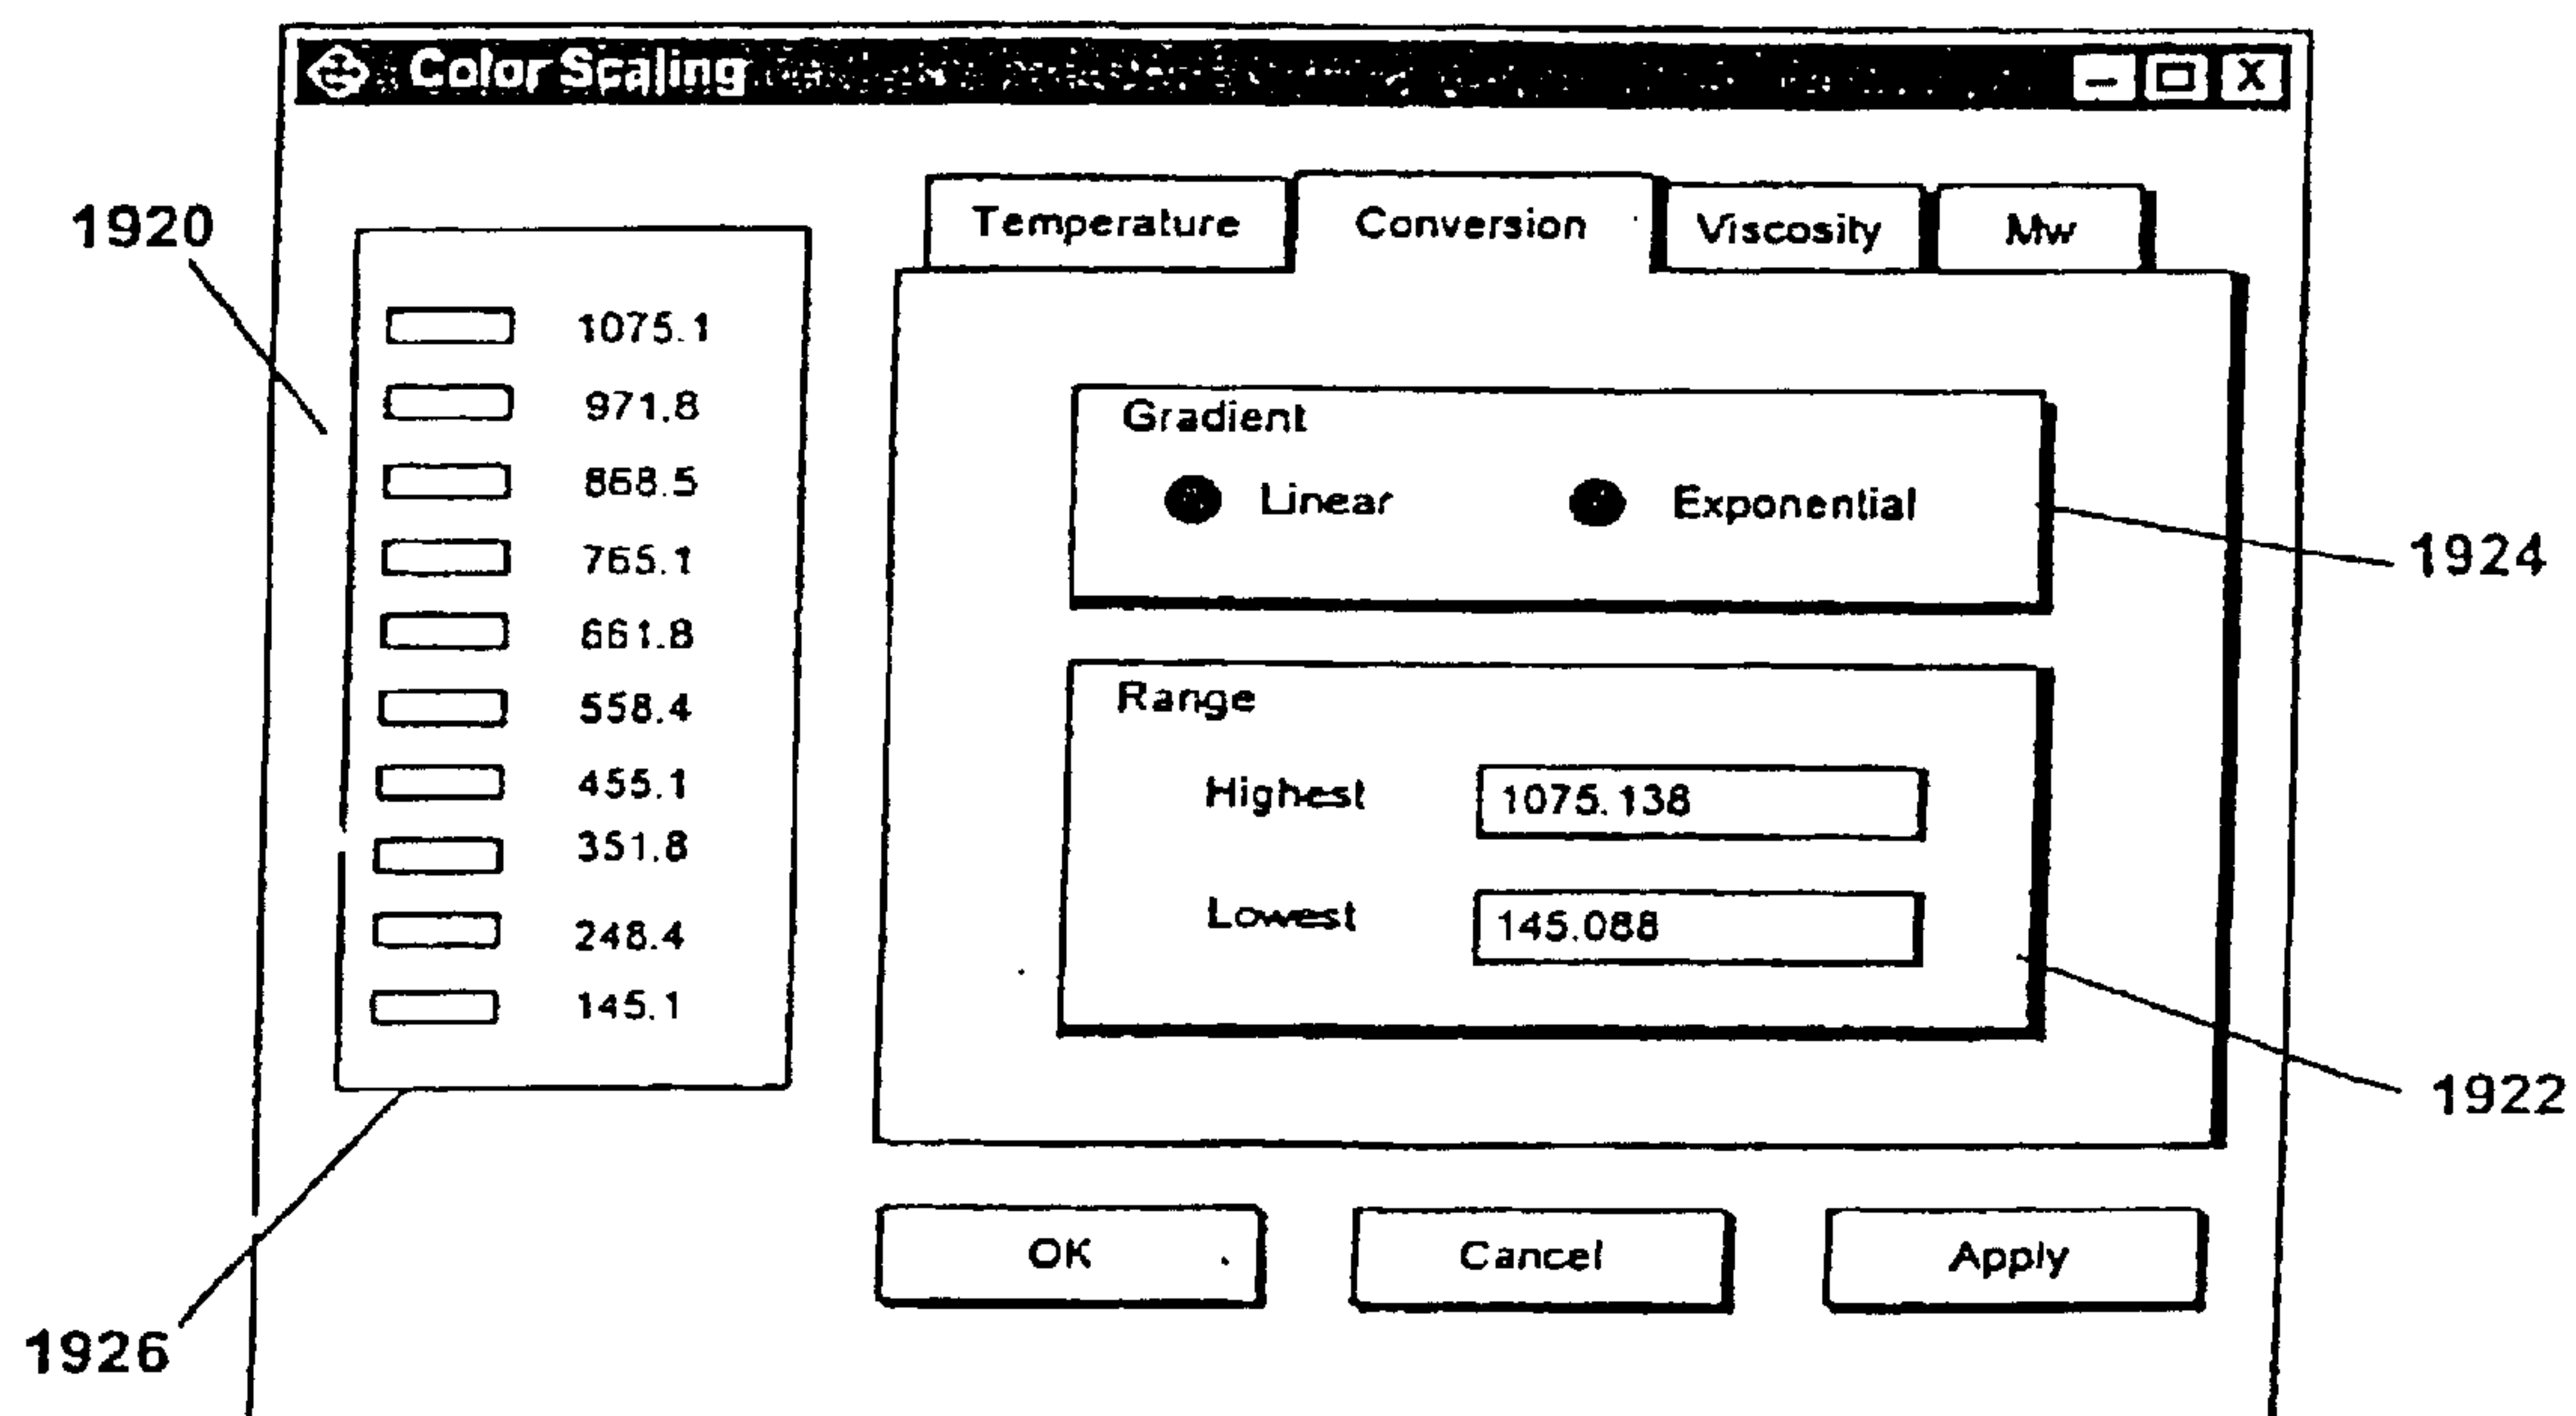 Color Scaling
1920
Temperature Conversion Viscosity Mw
1075.1
971.8
868.5
765.1
661.8
558.4
455.1
351.8
248.4
145.1
Gradient
Linear Exponential
1924
Range
Highest 1075.138
Lowest 145.088
1922
OK Cancel Apply
1926